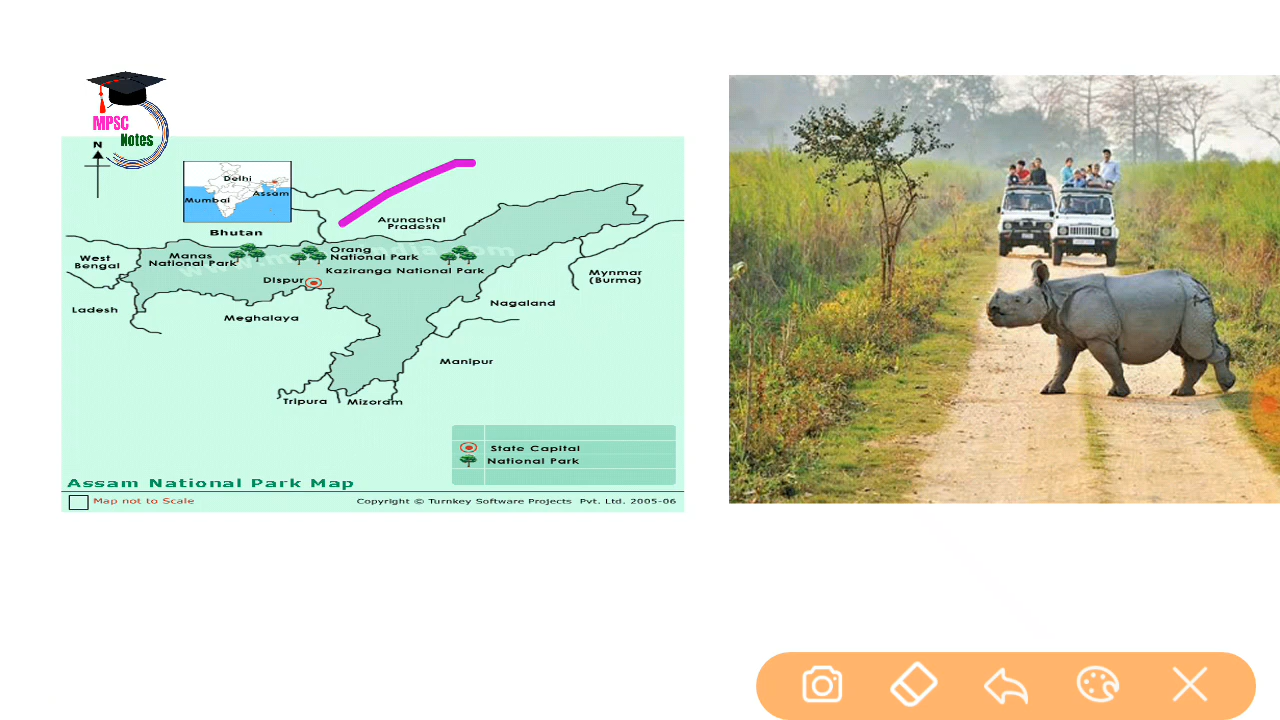 MPSC
Notes
N
Delhi
Assam
Mumbai
Bhutan
Arunachal
Pradesh
West
Bengal
Manas
National Park
Orang
National Park
Kaziranga National Park
Dispur
Mynmar
(Burma)
Ladesh
Meghalaya
Nagaland
Manipur
Tripura
Mizoram
State Capital
National Park
Assam National Park Map
Map not to Scale
Copyright © Turnkey Software Projects Pvt. Ltd. 2005-06